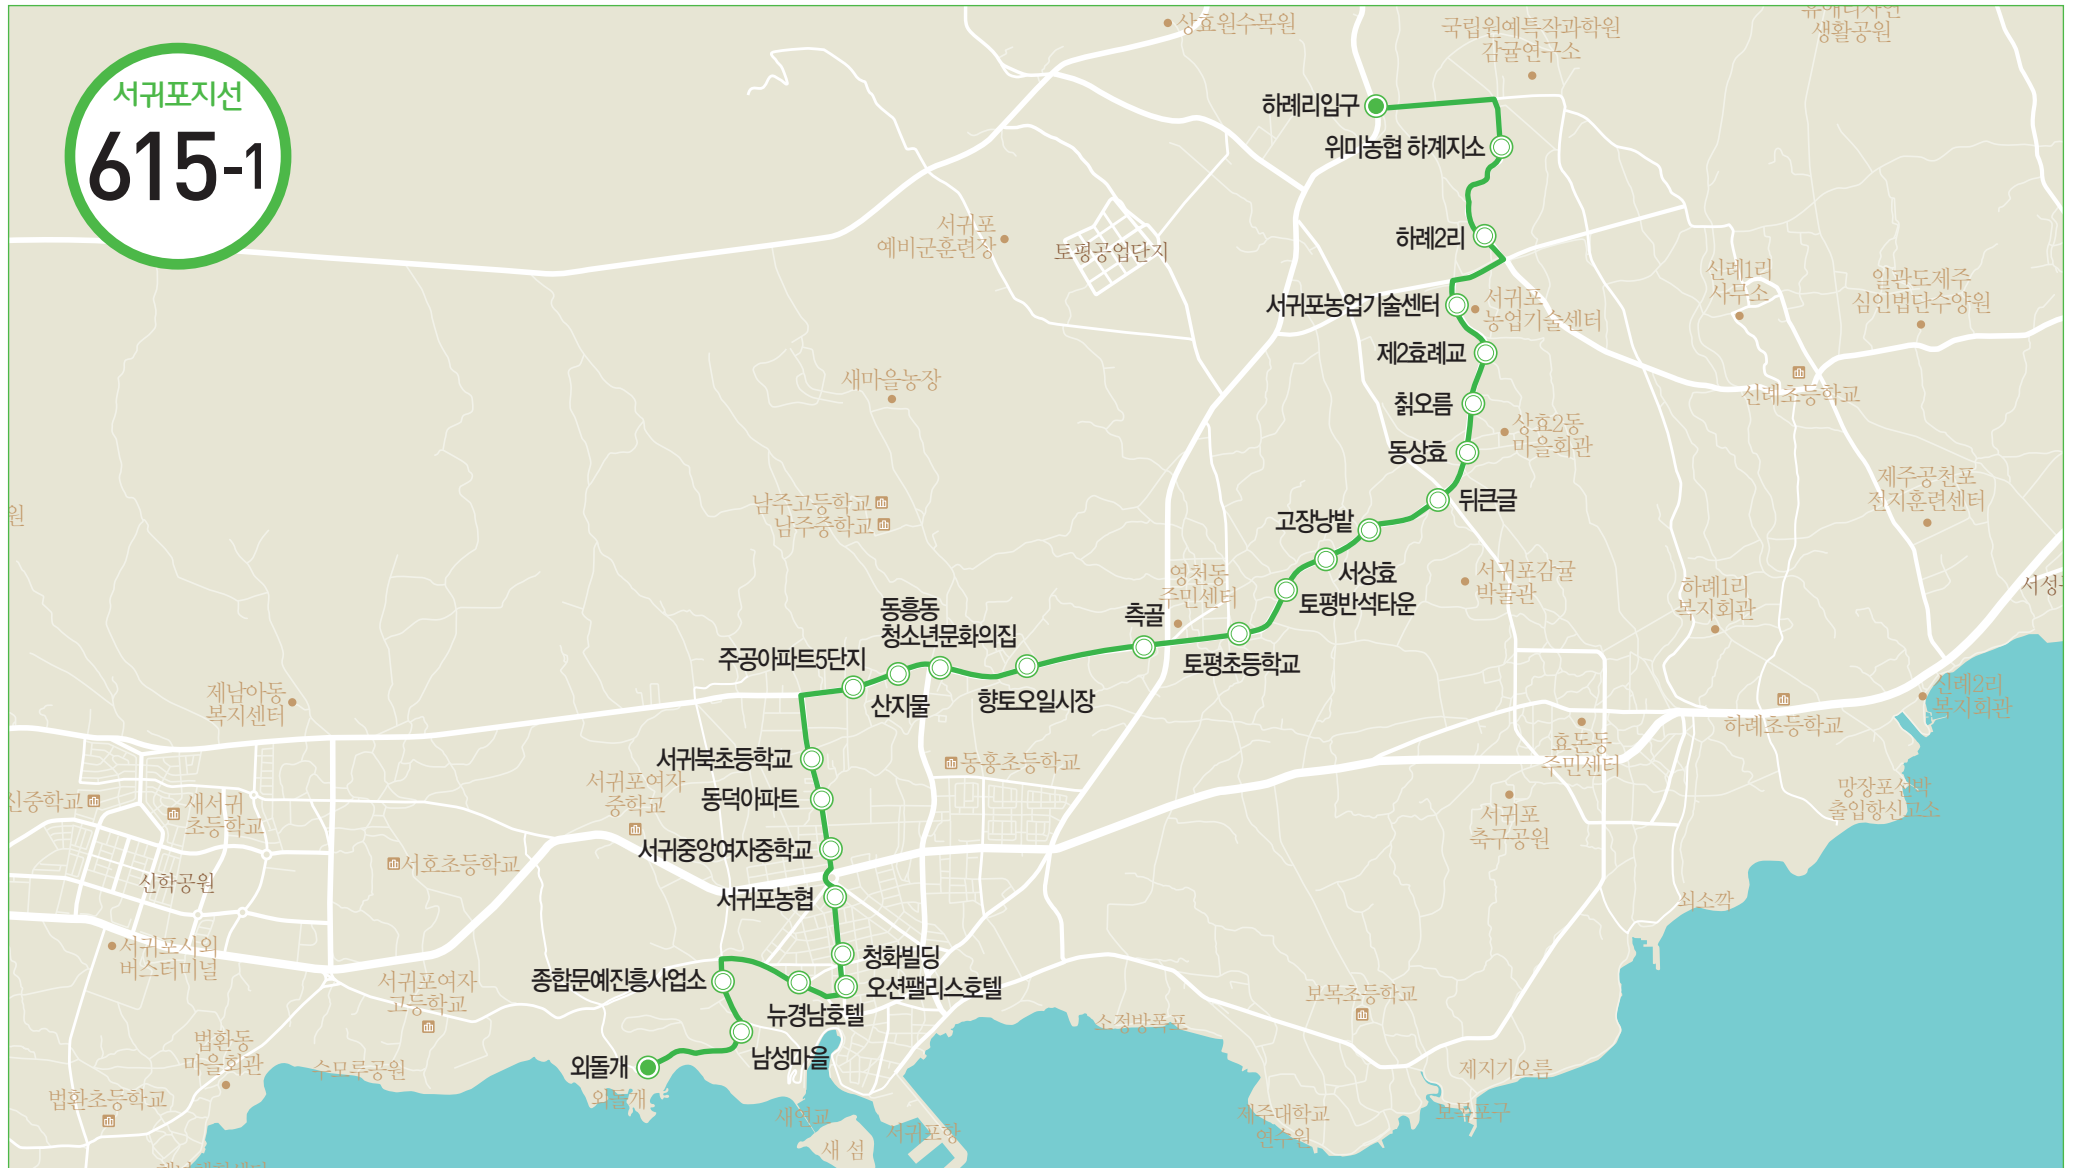 서귀포지선
615-1
상효원수목원
국립원예특작과학원
감귤연구소
생활공원
하례리입구
위미농협 하계지소
서귀포
예비군훈련장
토평공업단지
하례2리
신례1리
사무소
일관도제주
심인법단수양원
서귀포농업기술센터
서귀포
농업기술센터
제2효례교
새마을농장
칡오름
신례초등학교
상효2동
마을회관
동상효
남주고등학교
남주중학교
뒤큰글
제주공천포
전지훈련센터
원
고장낭밭
서상효
영천동
주민센터
서귀포감귤
박물관
하례1리
복지회관
토평반석타운
동흥동
청소년문화의집
측골
토평초등학교
주공아파트5단지
산지물
향토오일시장
제남아동
복지센터
신례2리
복지회관
하례초등학교
효돈동
주민센터
서귀북초등학교
동홍초등학교
서귀포여자
중학교
동덕아파트
신중학교
새서귀
초등학교
망장포선박
출입항신고소
서귀포
축구공원
서귀중앙여자중학교
서호초등학교
신학공원
서귀포농협
쇠소깍
서귀포시외
버스터미널
청화빌딩
종합문예진흥사업소
오션팰리스호텔
서귀포여자
고등학교
뉴경남호텔
보목초등학교
소정방폭포
법환동
마을회관
수모루공원
외돌개
남성마을
제지기오름
법환초등학교
외돌개
새연교
서귀포항
새 섬
제주대학교
연수원
보목포구